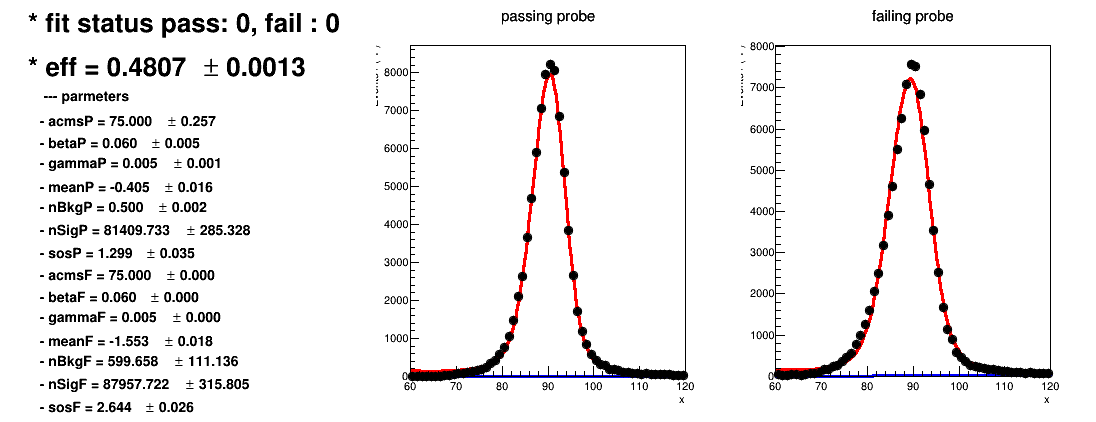 * fit status pass: 0, fail : 0
* eff = 0.4807 ± 0.0013
--- parmeters
- acmsP = 75.000 ± 0.257
- betaP = 0.060 ± 0.005
- gammaP = 0.005 ± 0.001
- meanP = -0.405 ± 0.016
- nBkgP = 0.500 ± 0.002
- nSigP = 81409.733 ± 285.328
- sosP = 1.299 ± 0.035
- acmsF = 75.000 ± 0.000
- betaF = 0.060 ± 0.000
- gammaF = 0.005 ± 0.000
- meanF = -1.553 ± 0.018
- nBkgF = 599.658 ± 111.136
- nSigF = 87957.722 ± 315.805
- sosF = 2.644 ± 0.026
passing probe
8000
7000
6000
5000
4000
3000
2000
1000
0
60 70 80 90 100 110 120
x
failing probe
8000
7000
6000
5000
4000
3000
2000
1000
0
60 70 80 90 100 110 120
x